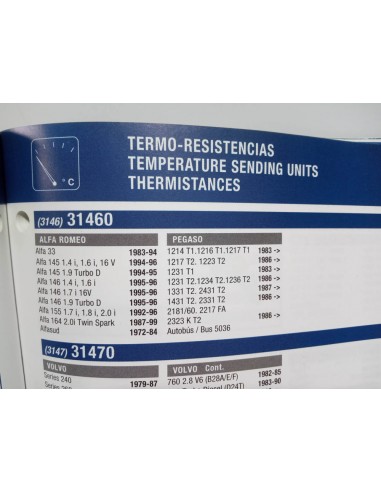 °C
TERMO-RESISTENCIAS
TEMPERATURE SENDING UNITS
THERMISTANCES
(3146) 31460
ALFA ROMEO PEGASO
Alfa 33 1983-94 1214 T1.1216 T1.1217 T1 1983 ->
Alfa 145 1.4 i, 1.6 i, 16 V 1994-96 1217 T2. 1223 T2 1960 ->
Alfa 145 1.9 Turbo D 1994-95 1231 T1 1983 ->
Alfa 146 1.4 i, 1.6 i 1995-96 1231 T2.1234 T2.1236 T2 1986 ->
Alfa 146 1.7 i 16V 1995-96 1331 T2. 2431 T2 1987 ->
Alfa 146 1.9 Turbo D 1995-96 1431 T2. 2331 T2 1986 ->
Alfa 155 1.7 i, 1.8 i, 2.0 i 1992-96 2181/60. 2217 FA
Alfa 164 2.0i Twin Spark 1987-99 2323 K T2 1986 ->
Alfasud 1972-84 Autobús / Bus 5036
(3147) 31470
VOLVO VOLVO Cont.
Series 240 1979-87 760 2.8 V6 (B28A/E/F) 1982-85
Diesel (D24T) 1983-90